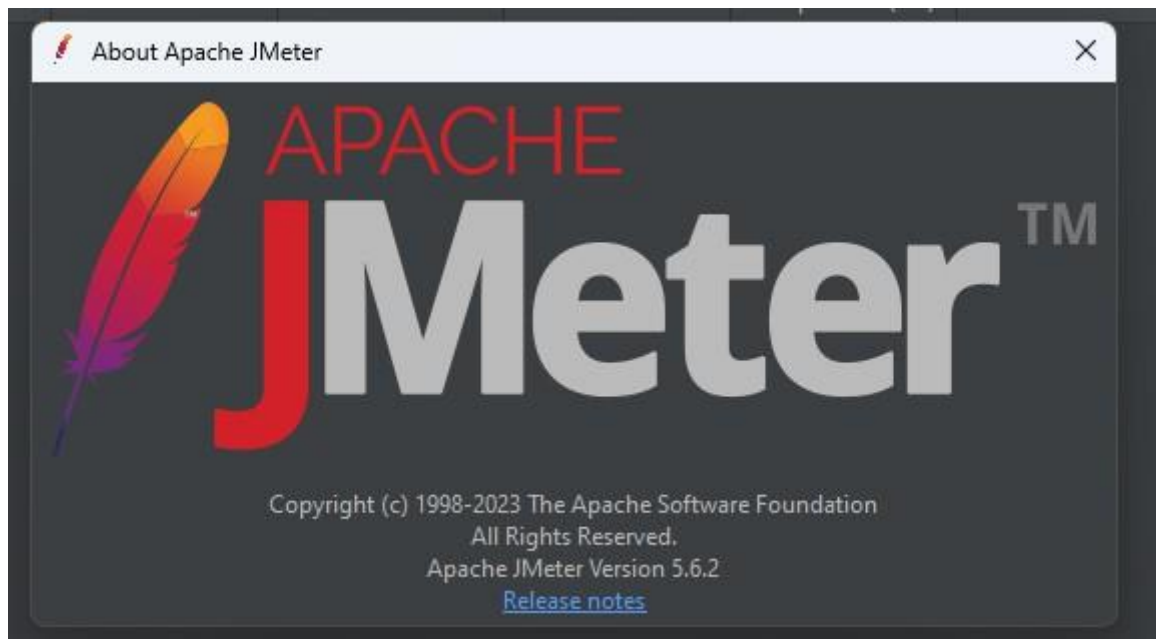 About Apache JMeter
APACHE
JMeter™
TM
Copyright (c) 1998-2023 The Apache Software Foundation
All Rights Reserved.
Apache JMeter Version 5.6.2
Release notes